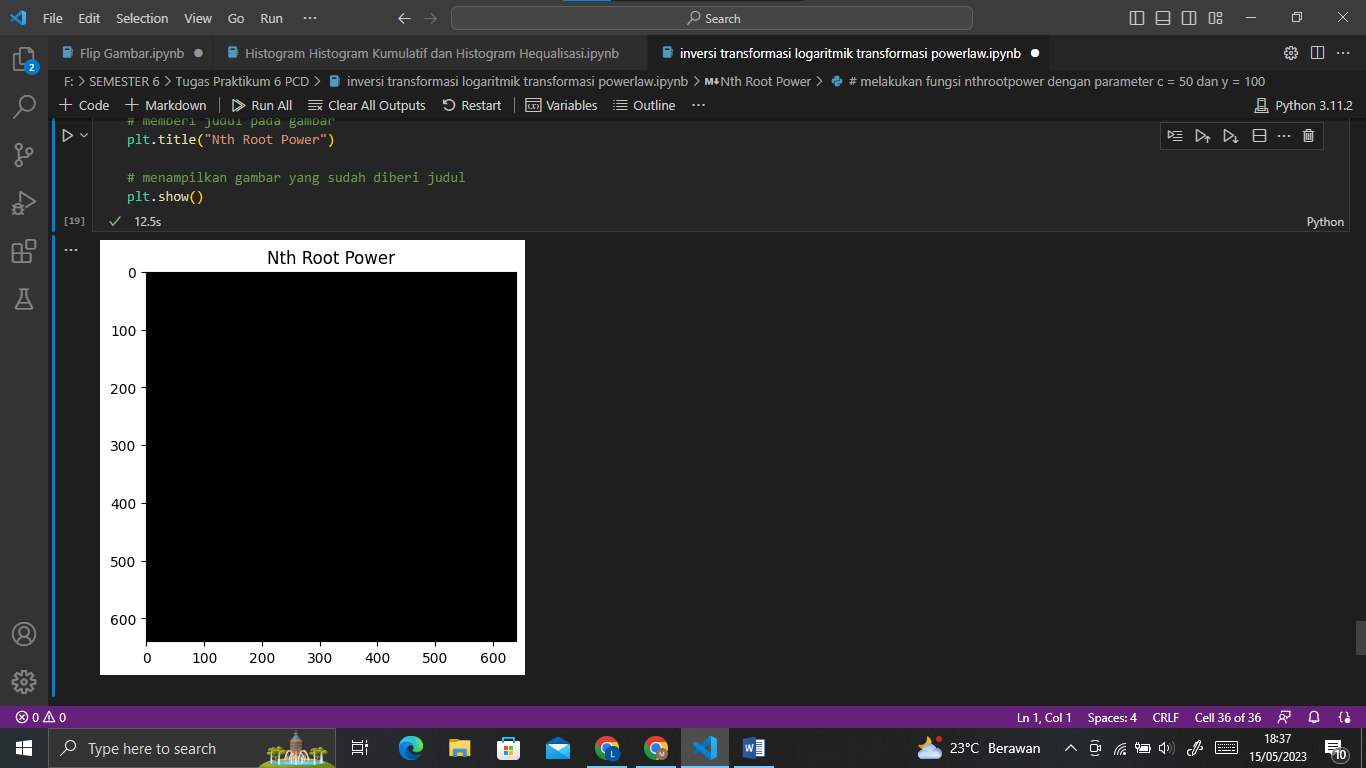 File Edit Selection View Go Run ··· Search
Flip Gambar.ipynb Histogram Histogram Kumulatif dan Histogram Hequalisasi.ipynb inversi transformasi logaritmik transformasi powerlaw.ipynb
F: > SEMESTER 6 > Tugas Praktikum 6 PCD > inversi transformasi logaritmik transformasi powerlaw.ipynb > M↓Nth Root Power > # melakukan fungsi nthrootpower dengan parameter c = 50 dan y = 100
+ Code + Markdown Run All Clear All Outputs Restart Variables Outline ··· Python 3.11.2
# memberi judul pada gambar
plt.title("Nth Root Power")
# menampilkan gambar yang sudah diberi judul
plt.show()
[19] 12.5s Python
Nth Root Power
0
100
200
300
400
500
600
0 100 200 300 400 500 600
2
0 0 Ln 1, Col 1 Spaces: 4 CRLF Cell 36 of 36
Type here to search L M 23°C Berawan 18:37
15/05/2023 10